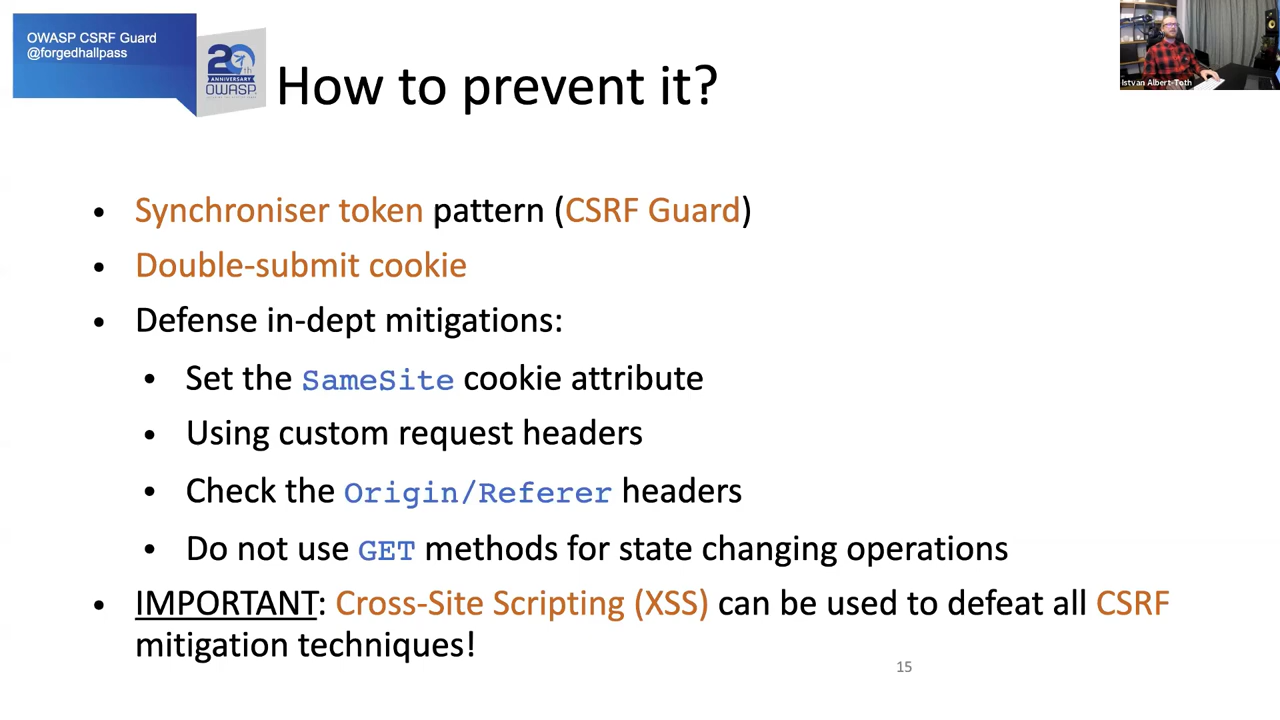 OWASP CSRF Guard
@forgedhallpass
20th
ANNIVERSARY
OWASP
How to prevent it?
Istvan Albert-Toth
• Synchroniser token pattern (CSRF Guard)
• Double-submit cookie
• Defense in-dept mitigations:
• Set the SameSite cookie attribute
• Using custom request headers
• Check the Origin/Referer headers
• Do not use GET methods for state changing operations
• IMPORTANT: Cross-Site Scripting (XSS) can be used to defeat all CSRF
mitigation techniques!
15